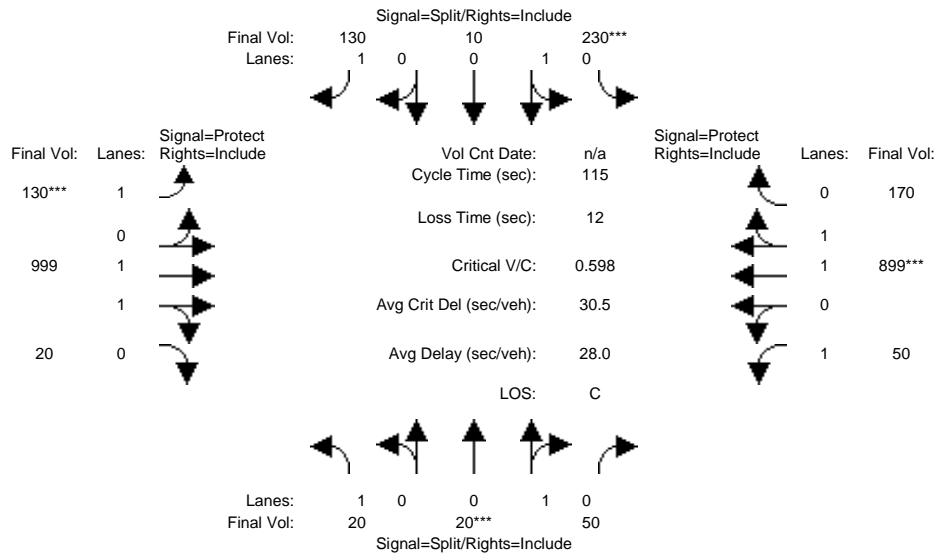 Signal=Split/Rights=Include
Final Vol: 130 10 230***
Lanes: 1 0 0 1 0
Signal=Protect Signal=Protect
Final Vol: Lanes: Rights=Include Vol Cnt Date: n/a Rights=Include Lanes: Final Vol:
Cycle Time (sec): 115
130*** 1 0 170
Loss Time (sec): 12
0 1
999 1 Critical V/C: 0.598 1 899***
1 Avg Crit Del (sec/veh): 30.5 0
20 0 Avg Delay (sec/veh): 28.0 1 50
LOS: C
Lanes: 1 0 0 1 0
Final Vol: 20 20*** 50
Signal=Split/Rights=Include